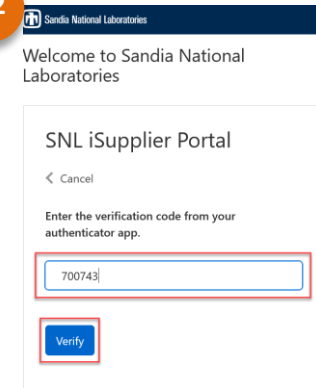 2
Sandia National Laboratories
Welcome to Sandia National
Laboratories
SNL iSupplier Portal
Cancel
Enter the verification code from your
authenticator app.
700743
Verify